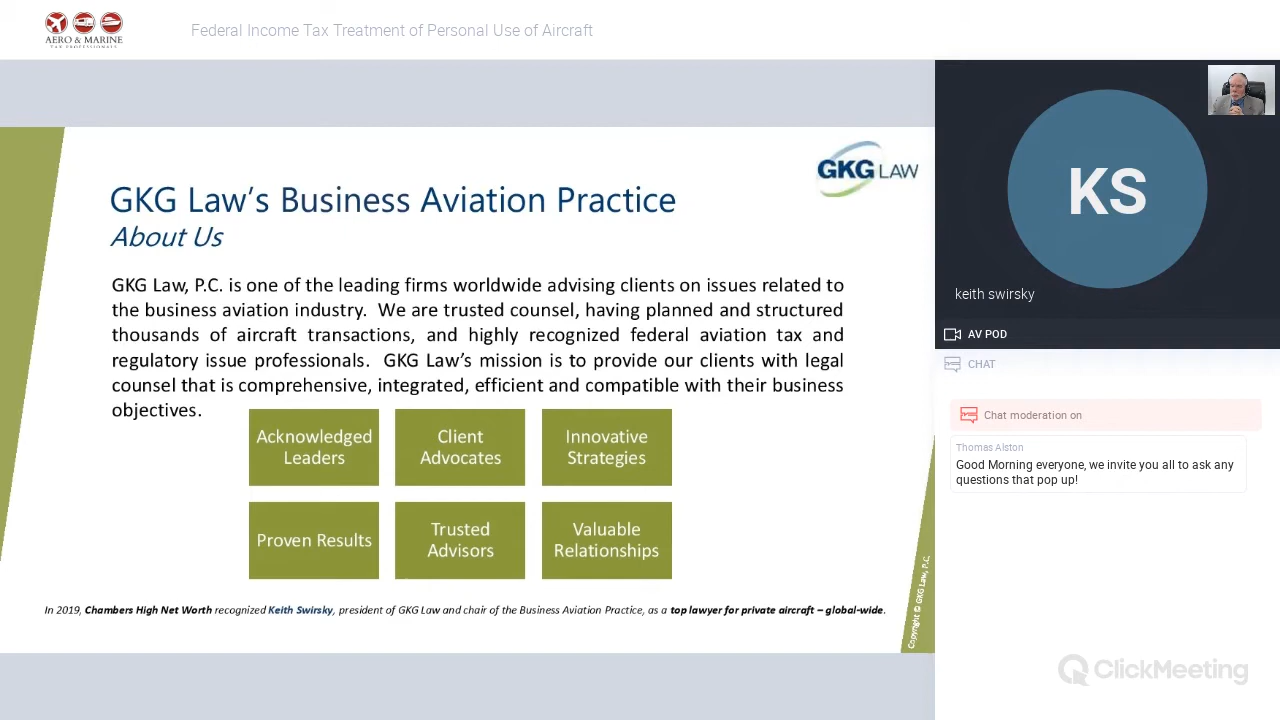 AERO & MARINE
TAX PROFESSIONALS
Federal Income Tax Treatment of Personal Use of Aircraft
GKG LAW
GKG Law's Business Aviation Practice
About Us
GKG Law, P.C. is one of the leading firms worldwide advising clients on issues related to
the business aviation industry. We are trusted counsel, having planned and structured
thousands of aircraft transactions, and highly recognized federal aviation tax and
regulatory issue professionals. GKG Law's mission is to provide our clients with legal
counsel that is comprehensive, integrated, efficient and compatible with their business
objectives.
Acknowledged
Leaders
Client
Advocates
Innovative
Strategies
Proven Results
Trusted
Advisors
Valuable
Relationships
In 2019, Chambers High Net Worth recognized Keith Swirsky, president of GKG Law and chair of the Business Aviation Practice, as a top lawyer for private aircraft – global-wide.
Copyright © GKG Law, P.C.
KS
keith swirsky
AV POD
CHAT
Chat moderation on
Thomas Alston
Good Morning everyone, we invite you all to ask any
questions that pop up!
ClickMeeting